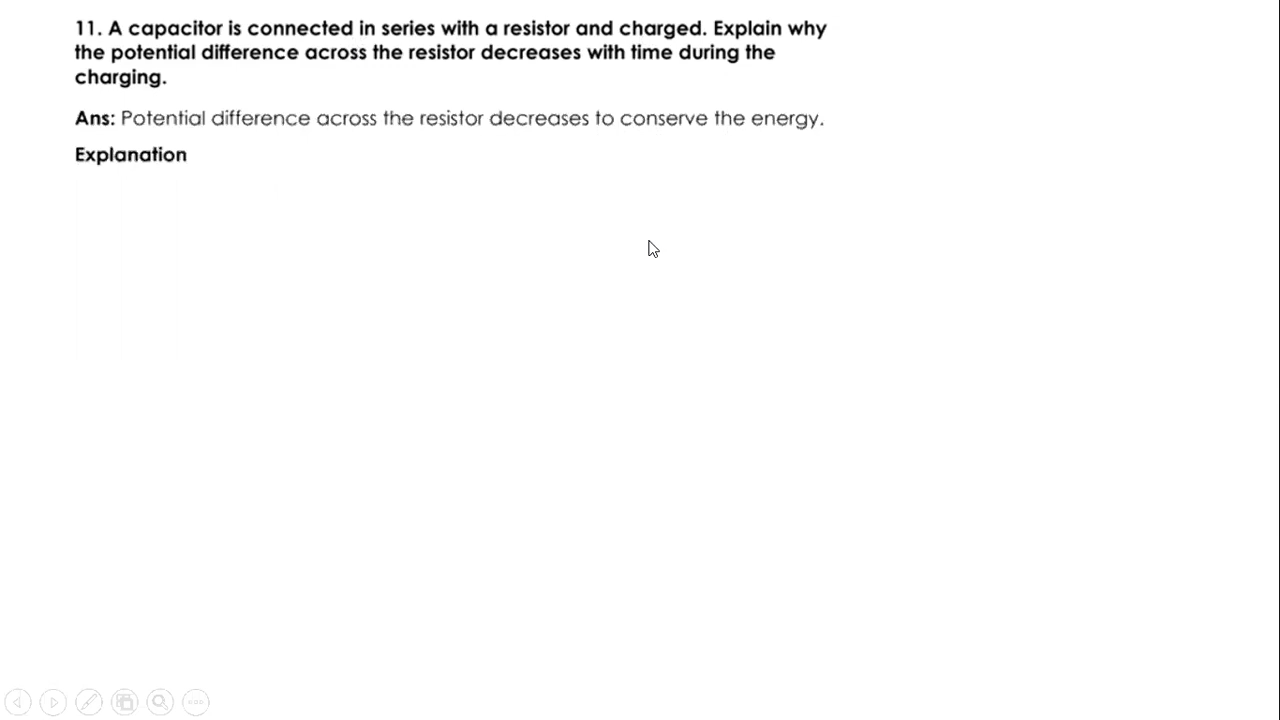 11. A capacitor is connected in series with a resistor and charged. Explain why
the potential difference across the resistor decreases with time during the
charging.
Ans: Potential difference across the resistor decreases to conserve the energy.
Explanation